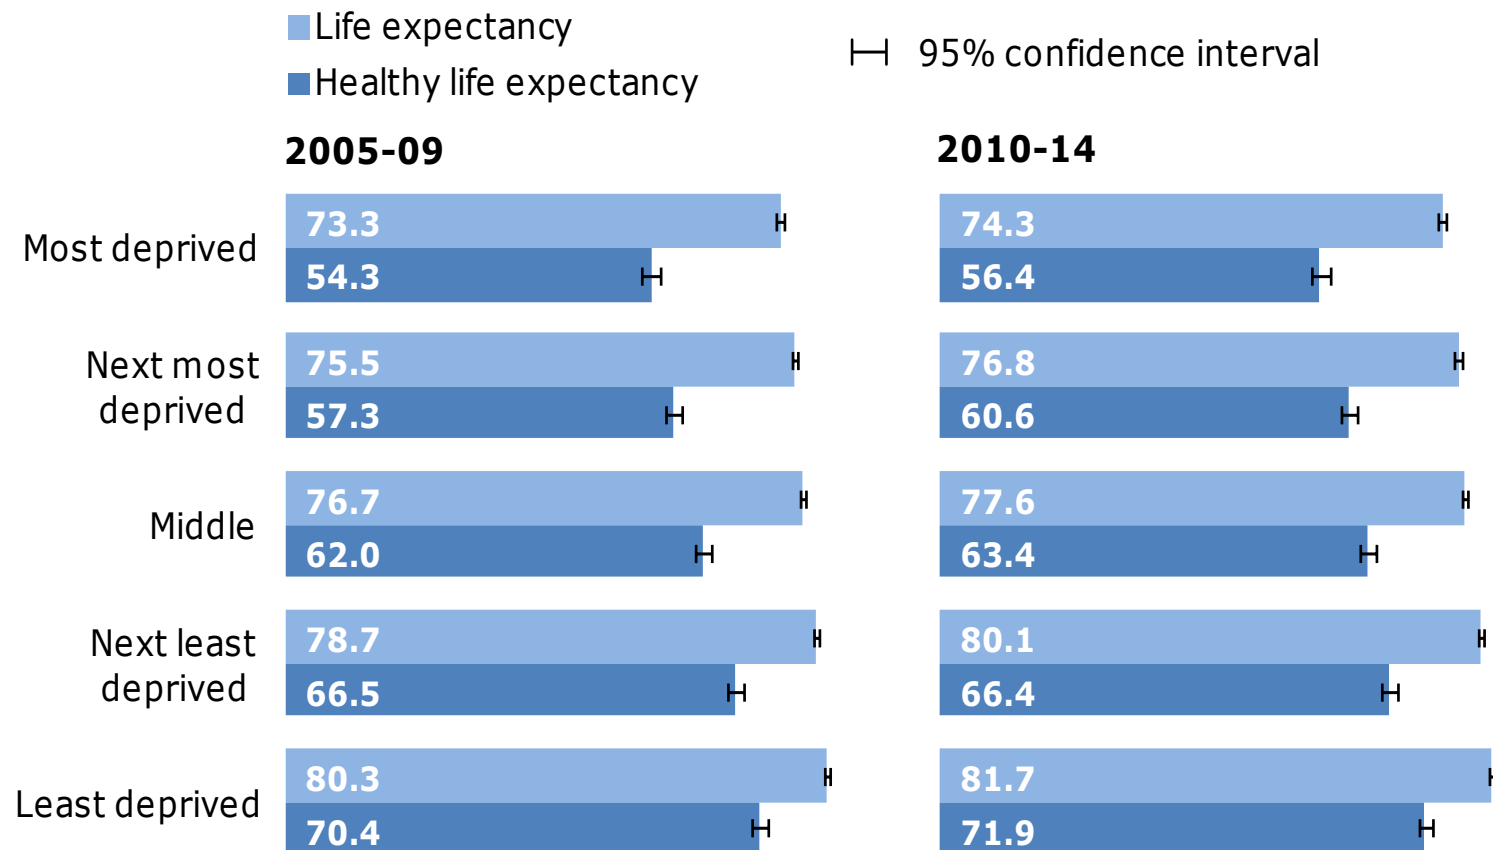 Life expectancy
Healthy life expectancy
95% confidence interval
2005-09
2010-14
Most deprived
73.3
54.3
74.3
56.4
Next most
deprived
75.5
57.3
76.8
60.6
Middle
76.7
62.0
77.6
63.4
Next least
deprived
78.7
66.5
80.1
66.4
Least deprived
80.3
70.4
81.7
71.9